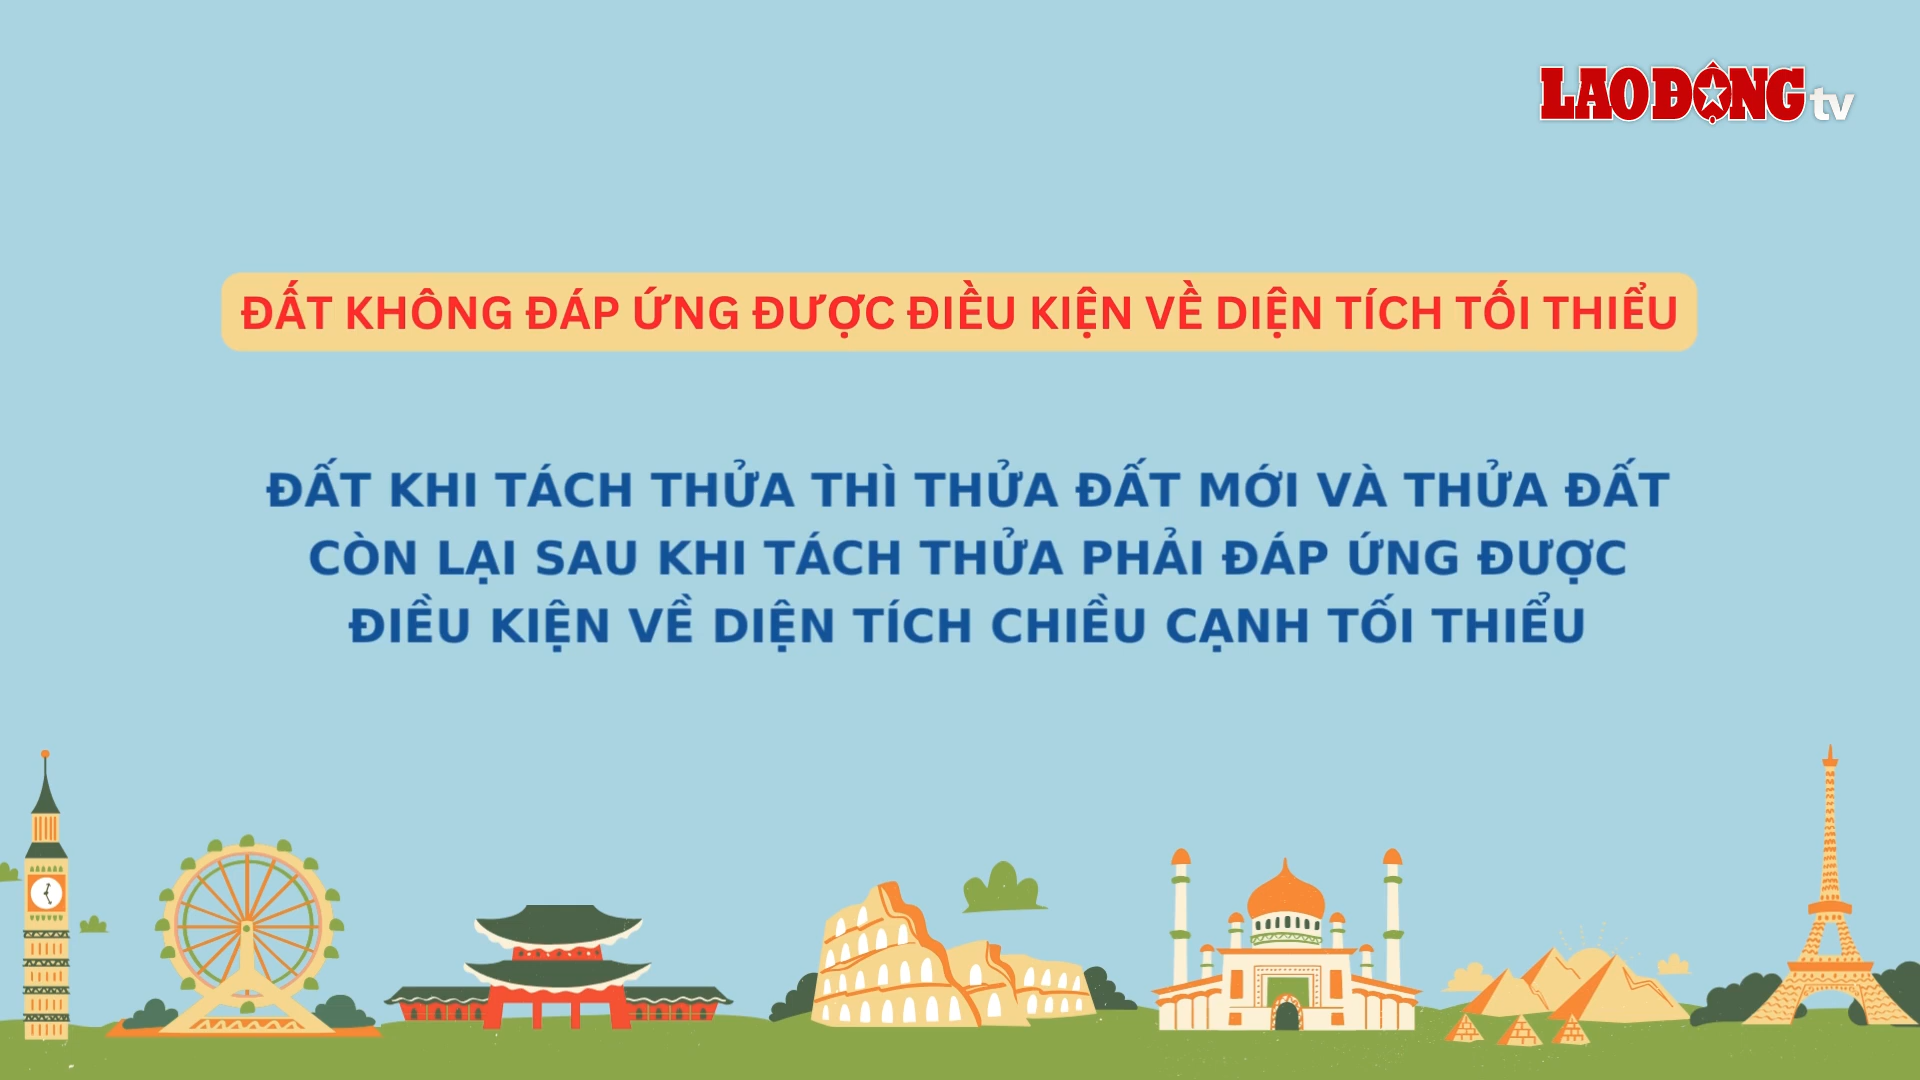 LAO ĐỘNG tv
ĐẤT KHÔNG ĐÁP ỨNG ĐƯỢC ĐIỀU KIỆN VỀ DIỆN TÍCH TỐI THIỂU
ĐẤT KHI TÁCH THỬA THÌ THỬA ĐẤT MỚI VÀ THỬA ĐẤT
CÒN LẠI SAU KHI TÁCH THỬA PHẢI ĐÁP ỨNG ĐƯỢC
ĐIỀU KIỆN VỀ DIỆN TÍCH CHIỀU CẠNH TỐI THIỂU